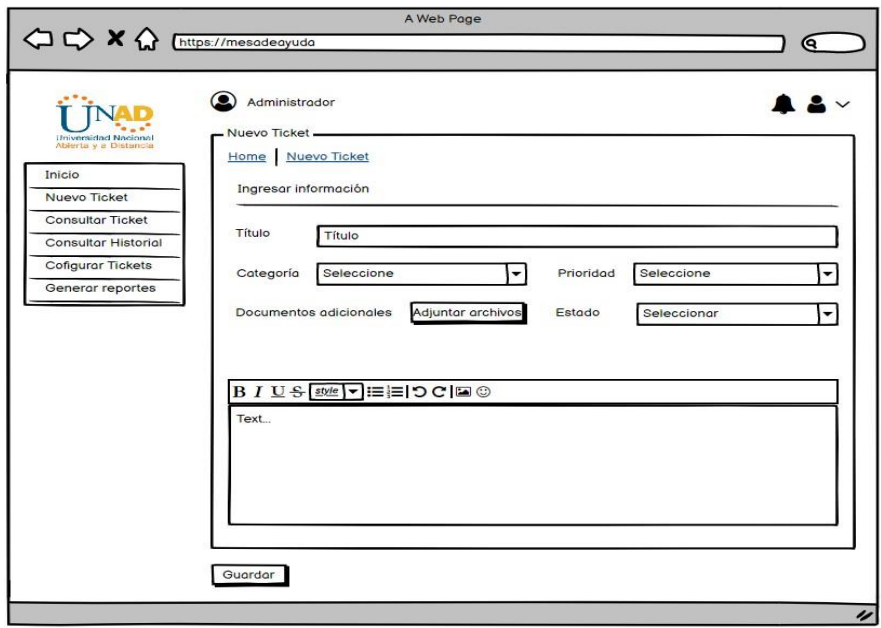 A Web Page
https://mesadeayuda
UNAD
Universidad Nacional
Abierta y a Distancia
Administrador
Inicio
Nuevo Ticket
Consultar Ticket
Consultar Historial
Cofigurar Tickets
Generar reportes
Nuevo Ticket
Home | Nuevo Ticket
Ingresar información
Título Título
Categoría Seleccione Prioridad Seleccione
Documentos adicionales Adjuntar archivos Estado Seleccionar
B I U S style
Text...
Guardar